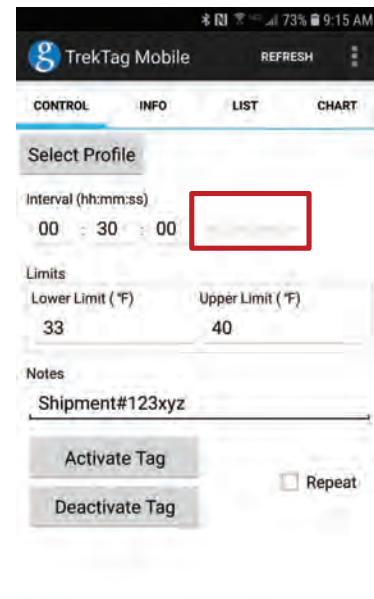 73% 9:15 AM
g TrekTag Mobile REFRESH
CONTROL INFO LIST CHART
Select Profile
Interval (hh:mm:ss)
00 : 30 : 00
Limits
Lower Limit (°F) Upper Limit (°F)
33 40
Notes
Shipment#123xyz
Activate Tag
Repeat
Deactivate Tag